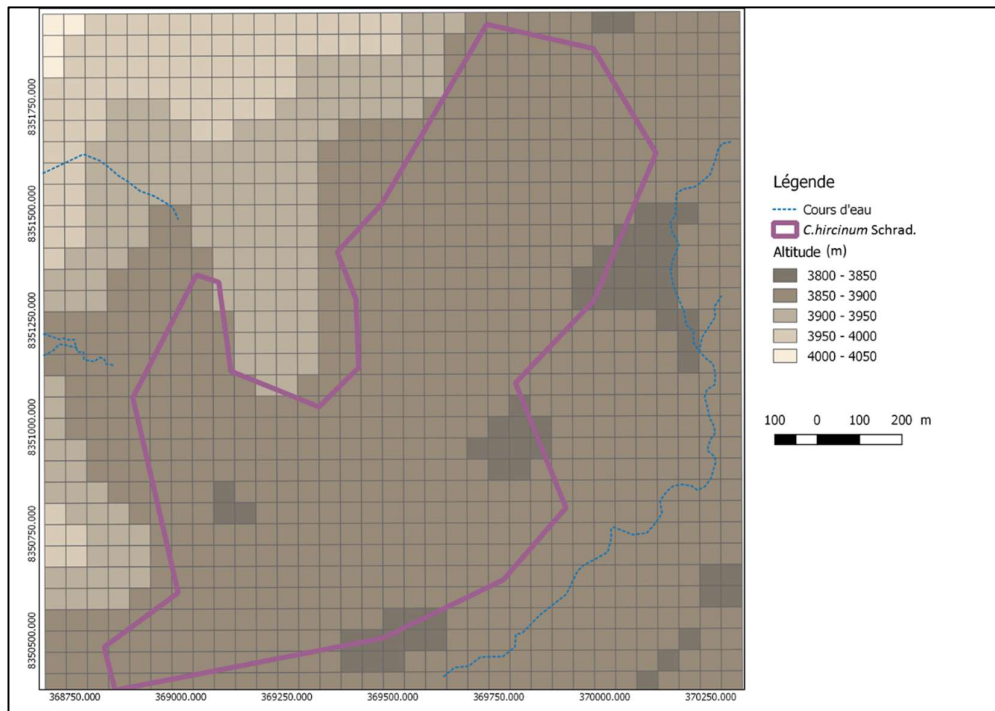 8351750.000
8351500.000
8351250.000
8351000.000
8350750.000
8350500.000
368750.000 369000.000 369250.000 369500.000 369750.000 370000.000 370250.000
Légende
Cours d'eau
C.hircinum Schrad.
Altitude (m)
3800 - 3850
3850 - 3900
3900 - 3950
3950 - 4000
4000 - 4050
100 0 100 200 m